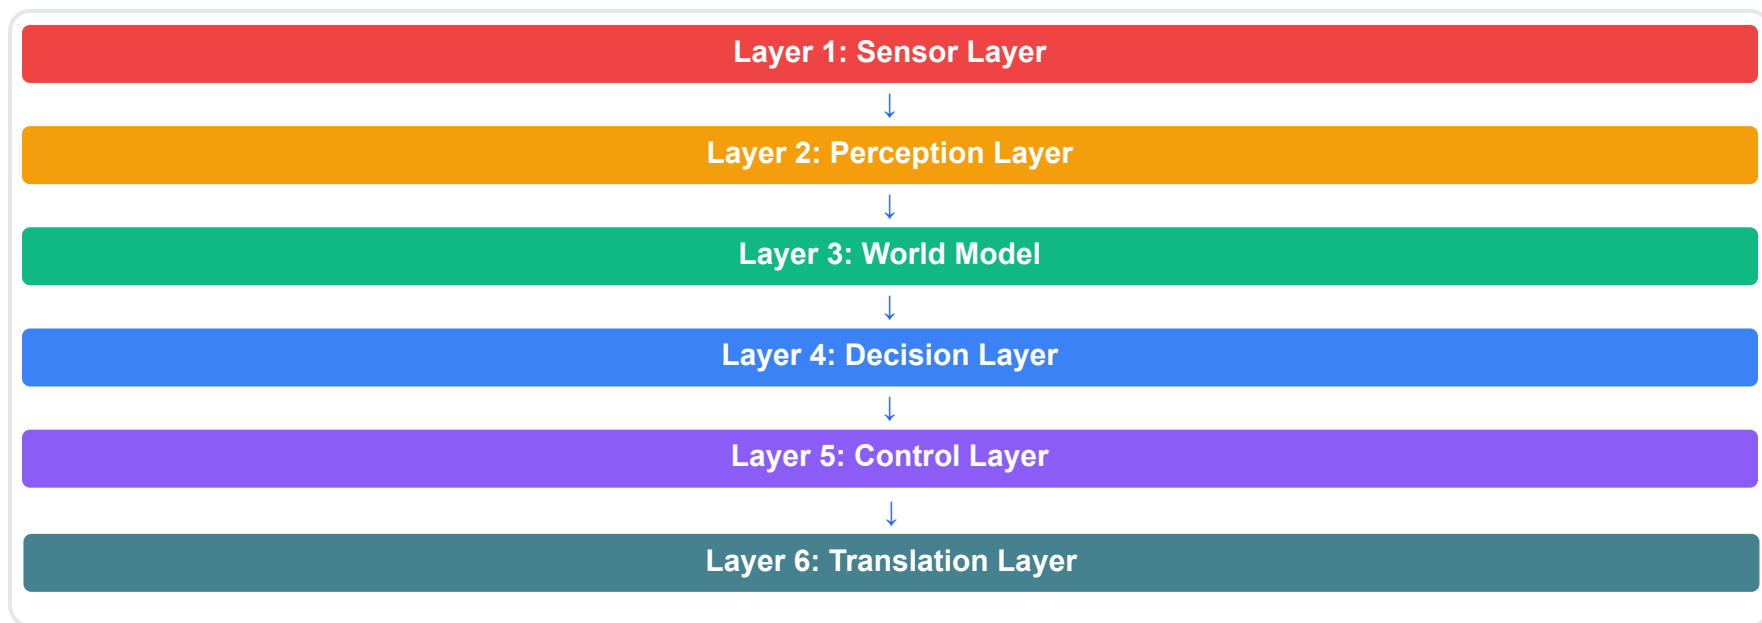 Layer 1: Sensor Layer
↓
Layer 2: Perception Layer
↓
Layer 3: World Model
↓
Layer 4: Decision Layer
↓
Layer 5: Control Layer
↓
Layer 6: Translation Layer